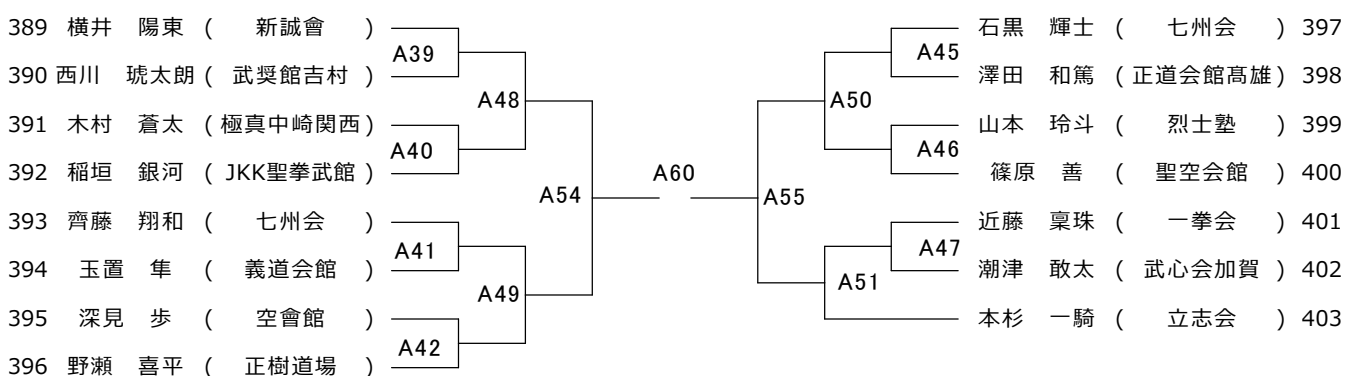 389 横井 陽東 ( 新誠會 )
A39
390 西川 琥太朗 ( 武奨館吉村 )
A48
391 木村 蒼太 ( 極真中崎関西 )
A40
392 稲垣 銀河 ( JKK聖拳武館 )
A54
393 齊藤 翔和 ( 七州会 )
A41
394 玉置 隼 ( 義道会館 )
A49
395 深見 歩 ( 空會館 )
A42
396 野瀬 喜平 ( 正樹道場 )
A60
石黒 輝士 ( 七州会 ) 397
A45
澤田 和篤 ( 正道会館髙雄 ) 398
A50
山本 玲斗 ( 烈士塾 ) 399
A46
篠原 善 ( 聖空会館 ) 400
A55
近藤 稟珠 ( 一拳会 ) 401
A47
潮津 敢太 ( 武心会加賀 ) 402
A51
本杉 一騎 ( 立志会 ) 403